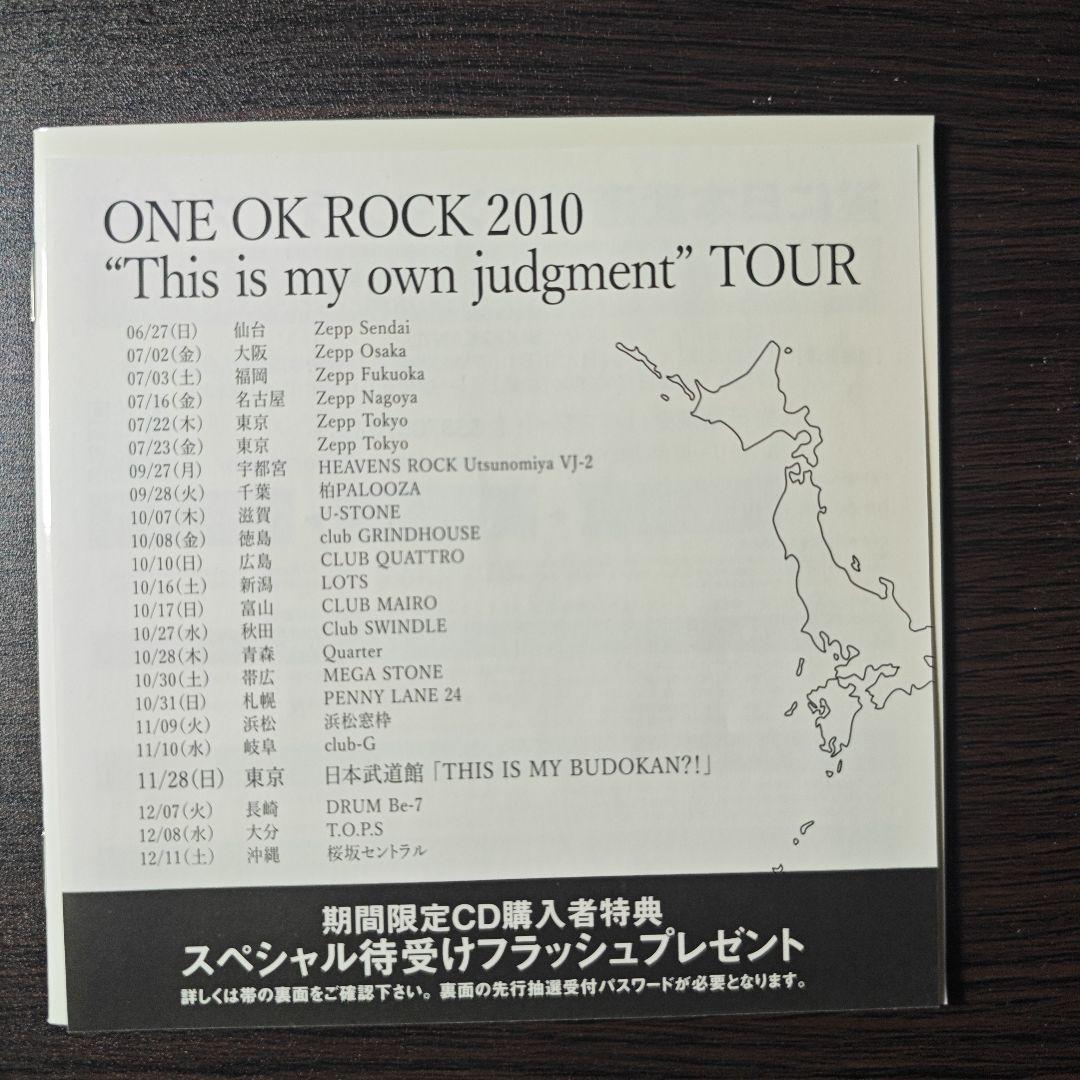 ONE OK ROCK 2010
“This is my own judgment” TOUR
06/27(日) 仙台 Zepp Sendai
07/02(金) 大阪 Zepp Osaka
07/03(土) 福岡 Zepp Fukuoka
07/16(金) 名古屋 Zepp Nagoya
07/22(木) 東京 Zepp Tokyo
07/23(金) 東京 Zepp Tokyo
09/27(月) 宇都宮 HEAVENS ROCK Utsunomiya VJ-2
09/28(火) 千葉 柏PALOOZA
10/07(木) 滋賀 U-STONE
10/08(金) 徳島 club GRINDHOUSE
10/10(日) 広島 CLUB QUATTRO
10/16(土) 新潟 LOTS
10/17(日) 富山 CLUB MAIRO
10/27(水) 秋田 Club SWINDLE
10/28(木) 青森 Quarter
10/30(土) 帯広 MEGA STONE
10/31(日) 札幌 PENNY LANE 24
11/09(火) 浜松 浜松窓枠
11/10(水) 岐阜 club-G
11/28(日) 東京 日本武道館「THIS IS MY BUDOKAN?!」
12/07(火) 長崎 DRUM Be-7
12/08(水) 大分 T.O.P.S
12/11(土) 沖縄 桜坂セントラル
期間限定CD購入者特典
スペシャル待受けフラッシュプレゼント
詳しくは帯の裏面をご確認下さい。裏面の先行抽選受付パスワードが必要となります。